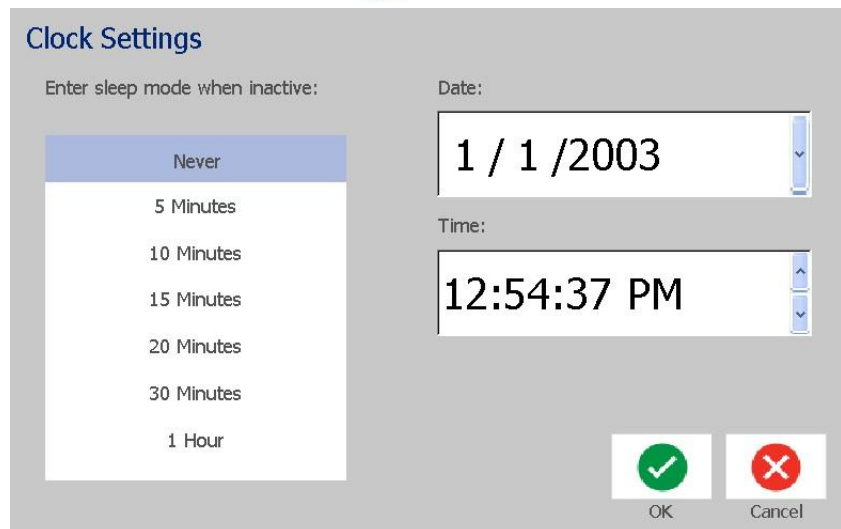 Clock Settings
Enter sleep mode when inactive:
Never
5 Minutes
10 Minutes
15 Minutes
20 Minutes
30 Minutes
1 Hour
Date:
1 / 1 /2003
Time:
12:54:37 PM
OK
Cancel